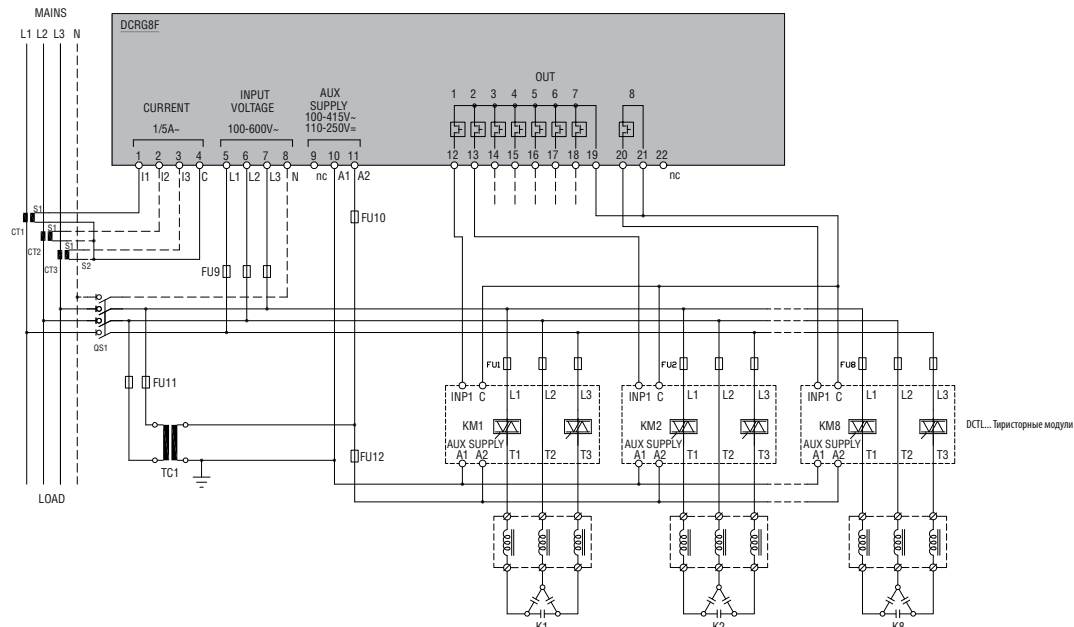 MAINS
L1 L2 L3 N
DCRG8F
CURRENT
1/5A~
INPUT
VOLTAGE
100-600V~
AUX
SUPPLY
100-415V~
110-250V=
OUT
1 2 3 4 5 6 7 8
1 2 3 4 5 6 7 8 9 10 11 12 13 14 15 16 17 18 19 20 21 22
I1 I2 I3 C L1 L2 L3 N nc A1 A2 nc
S1
CT1
S1
CT2
S1
CT3
S2
FU10
FU9
QS1
FU11
FU12
TC1
LOAD
FU1 FU2 FU8
INP1 C L1 L2 L3 INP1 C L1 L2 L3 INP1 C L1 L2 L3
KM1 KM2 KM8
DCTL... Тиристорные модули
AUX SUPPLY AUX SUPPLY AUX SUPPLY
A1 A2 T1 T2 T3 A1 A2 T1 T2 T3 A1 A2 T1 T2 T3
K1 K2 K8